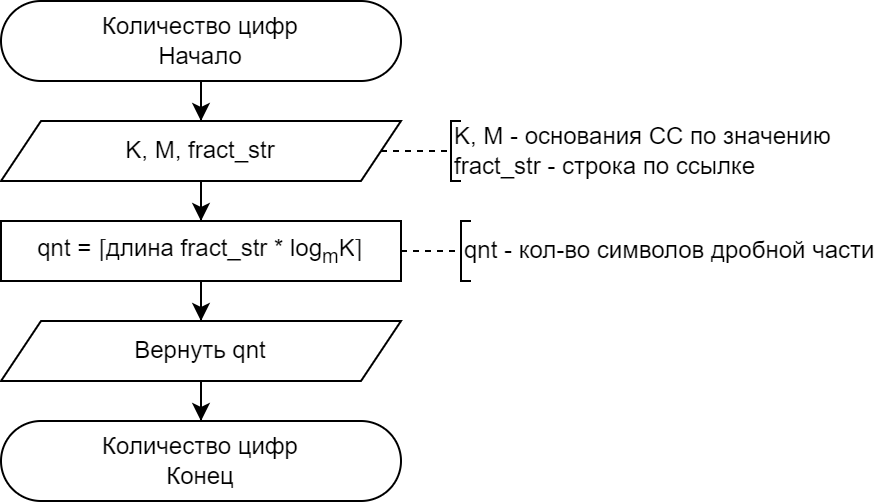 Количество цифр
Начало
K, M, fract_str
K, M - основания СС по значению
fract_str - строка по ссылке
qnt = ⌈длина fract_str * logₘK⌉
qnt - кол-во символов дробной части
Вернуть qnt
Количество цифр
Конец